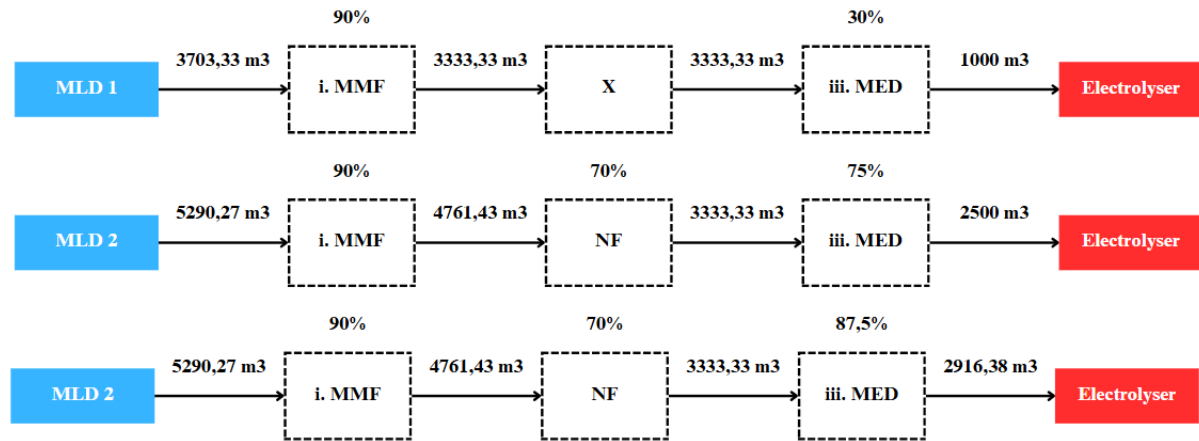 90%
30%
3703,33 m3
3333,33 m3
3333,33 m3
1000 m3
MLD 1
i. MMF
X
iii. MED
Electrolyser
90%
70%
75%
5290,27 m3
4761,43 m3
3333,33 m3
2500 m3
MLD 2
i. MMF
NF
iii. MED
Electrolyser
90%
70%
87,5%
5290,27 m3
4761,43 m3
3333,33 m3
2916,38 m3
MLD 2
i. MMF
NF
iii. MED
Electrolyser